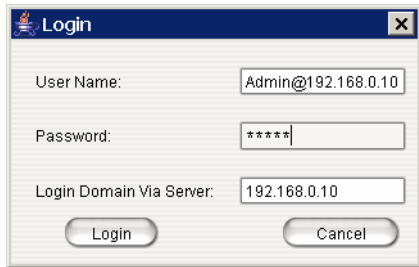 Login
User Name: Admin@192.168.0.10
Password: *****
Login Domain Via Server: 192.168.0.10
Login Cancel